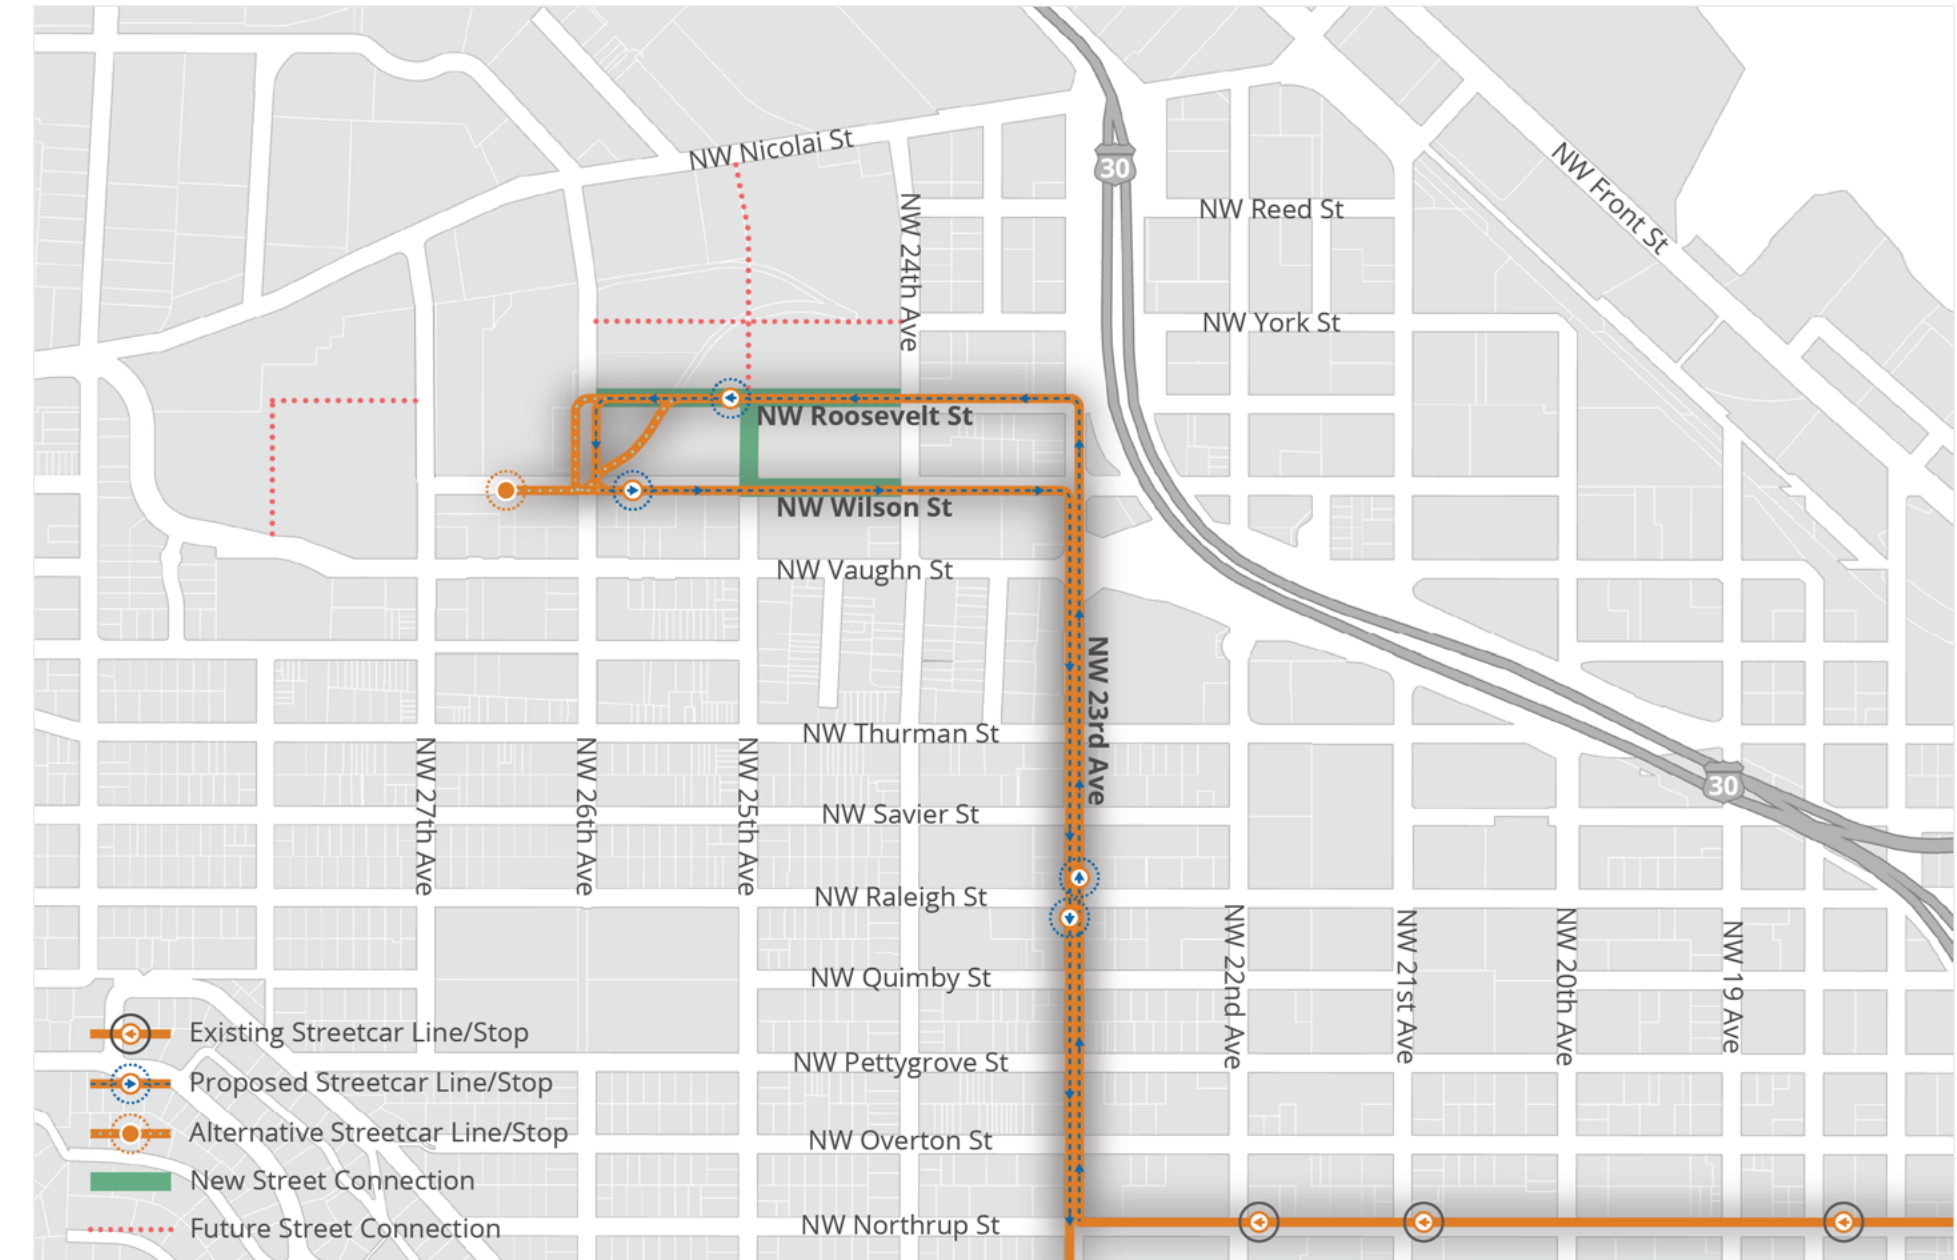 NW Nicolai St
30
NW Front St
NW Reed St
NW 24th Ave
NW York St
NW Roosevelt St
NW Wilson St
NW Vaughn St
NW 23rd Ave
NW Thurman St
NW 27th Ave
NW 26th Ave
NW 25th Ave
30
NW Savier St
NW Raleigh St
NW 22nd Ave
NW 21st Ave
NW 20th Ave
NW 19 Ave
NW Quimby St
NW Pettygrove St
NW Overton St
NW Northrup St
Existing Streetcar Line/Stop
Proposed Streetcar Line/Stop
Alternative Streetcar Line/Stop
New Street Connection
Future Street Connection